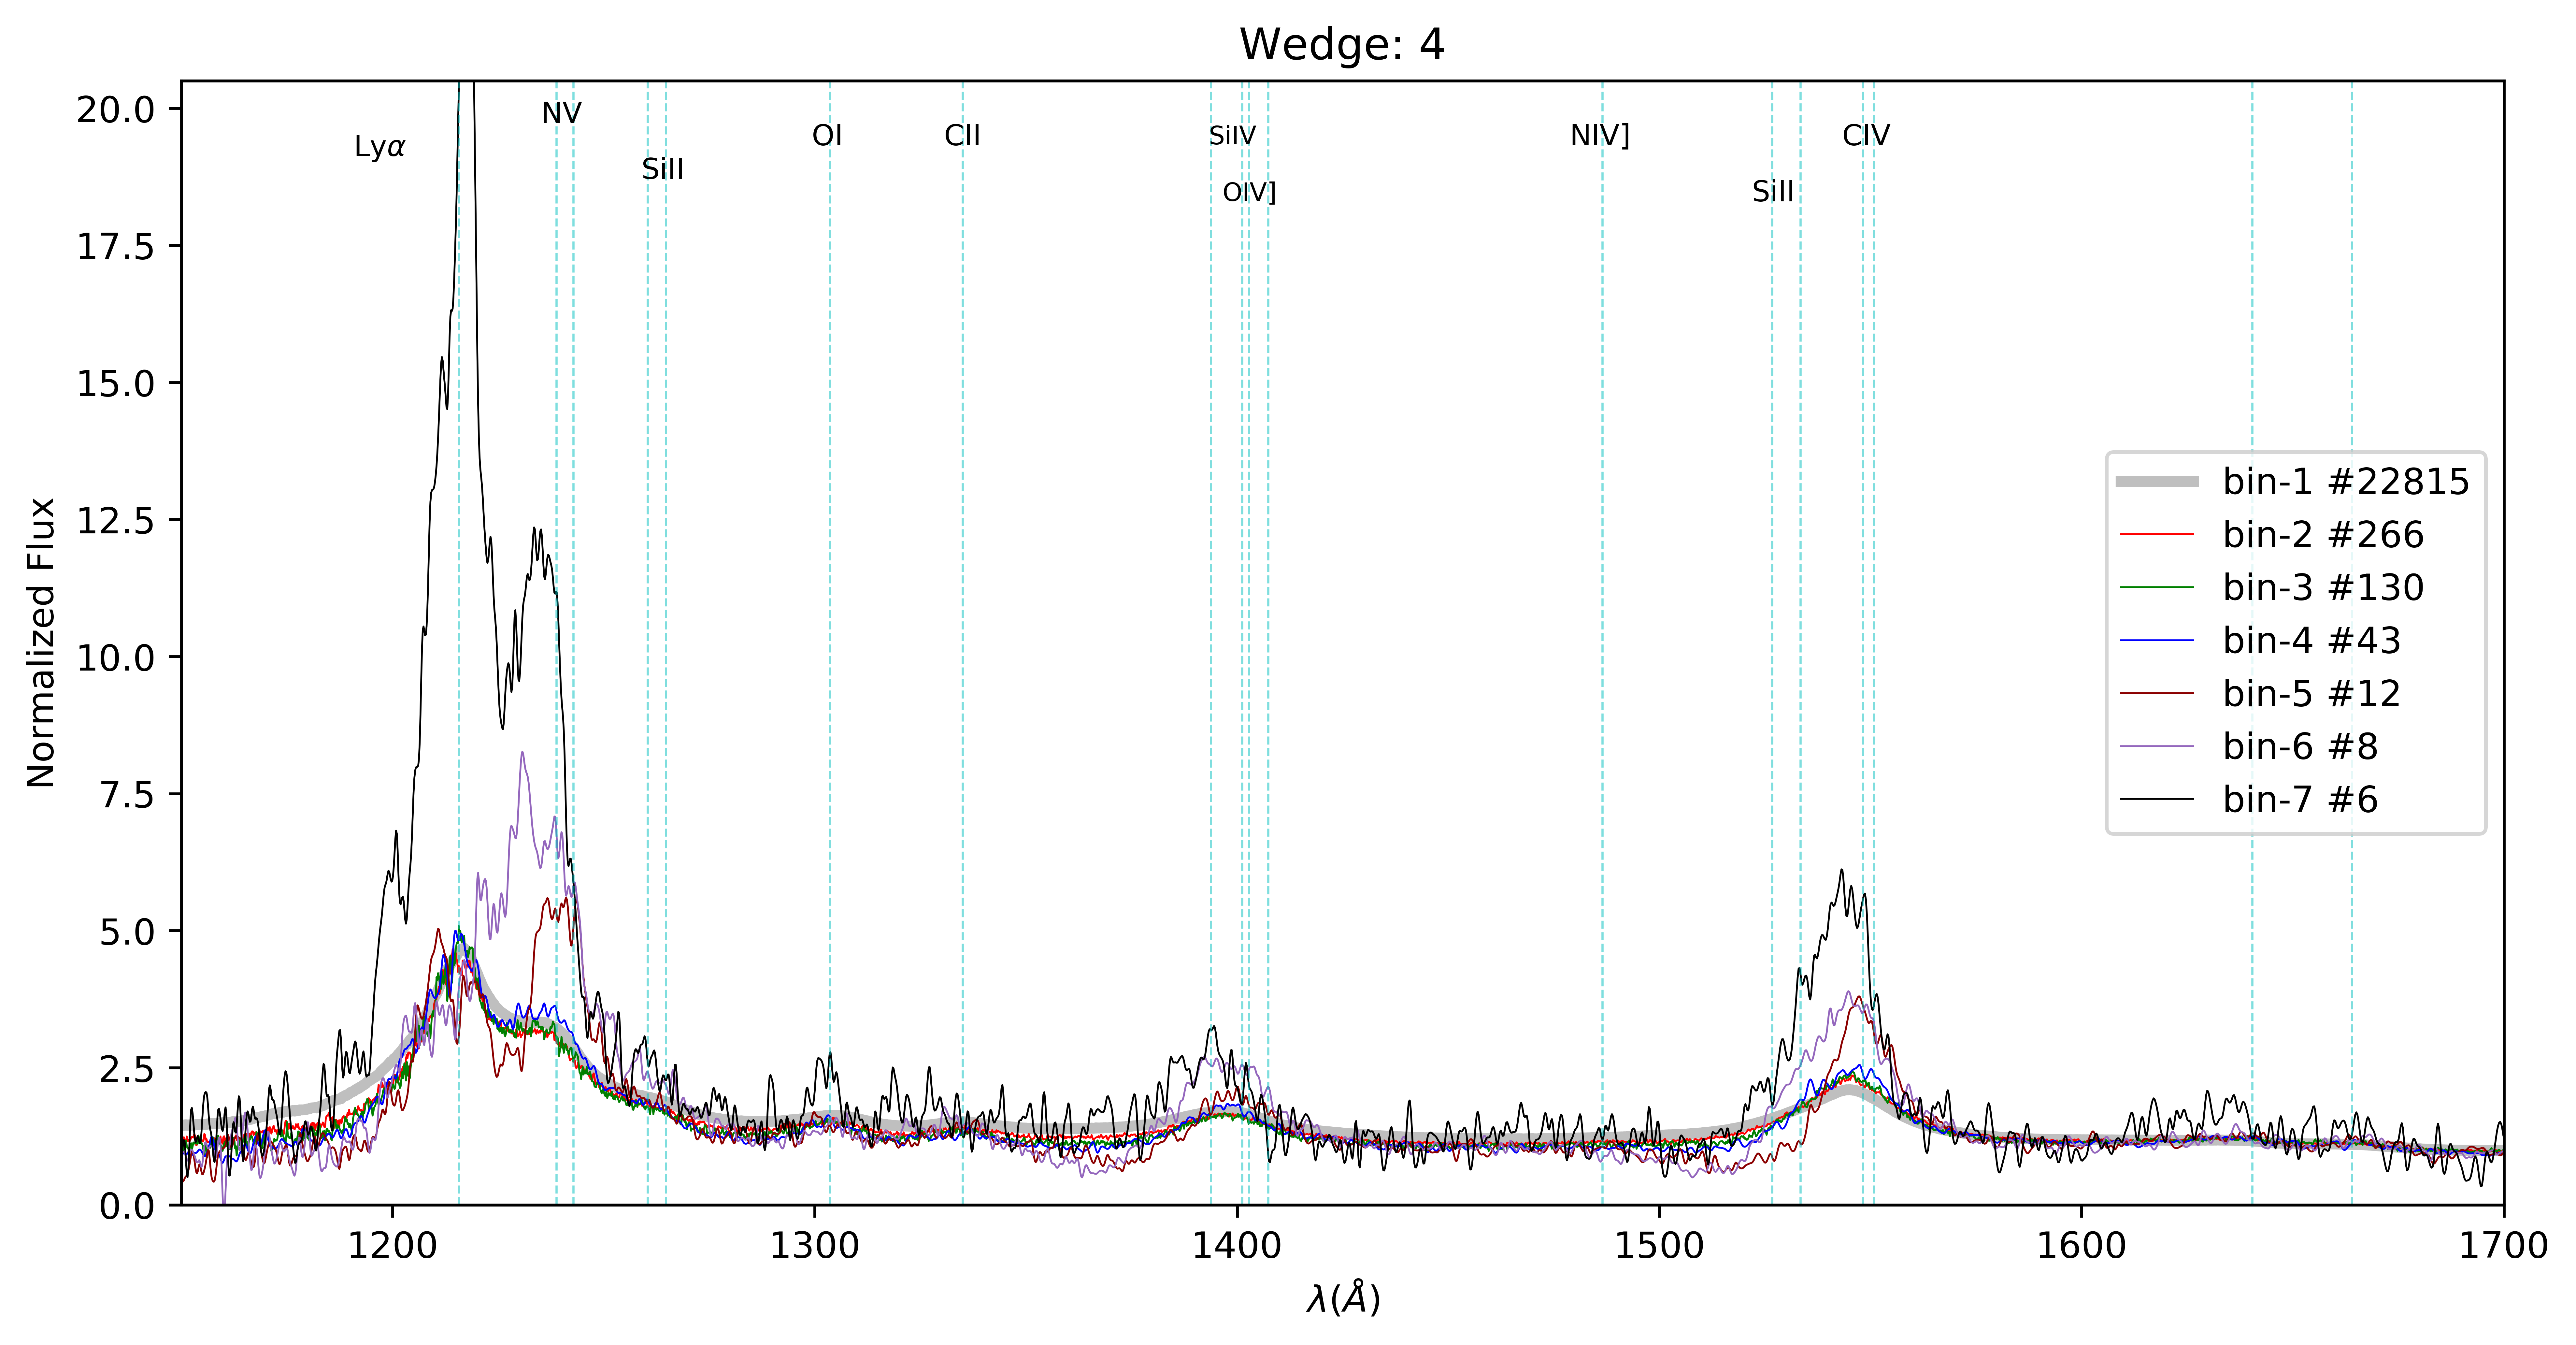 Wedge: 4
20.0
17.5
15.0
12.5
10.0
7.5
5.0
2.5
0.0
Normalized Flux
Lyα
NV
SiII
OI
CII
SiIV
OIV]
NIV]
SiII
CIV
bin-1 #22815
bin-2 #266
bin-3 #130
bin-4 #43
bin-5 #12
bin-6 #8
bin-7 #6
1200
1300
1400
1500
1600
1700
λ(Å)